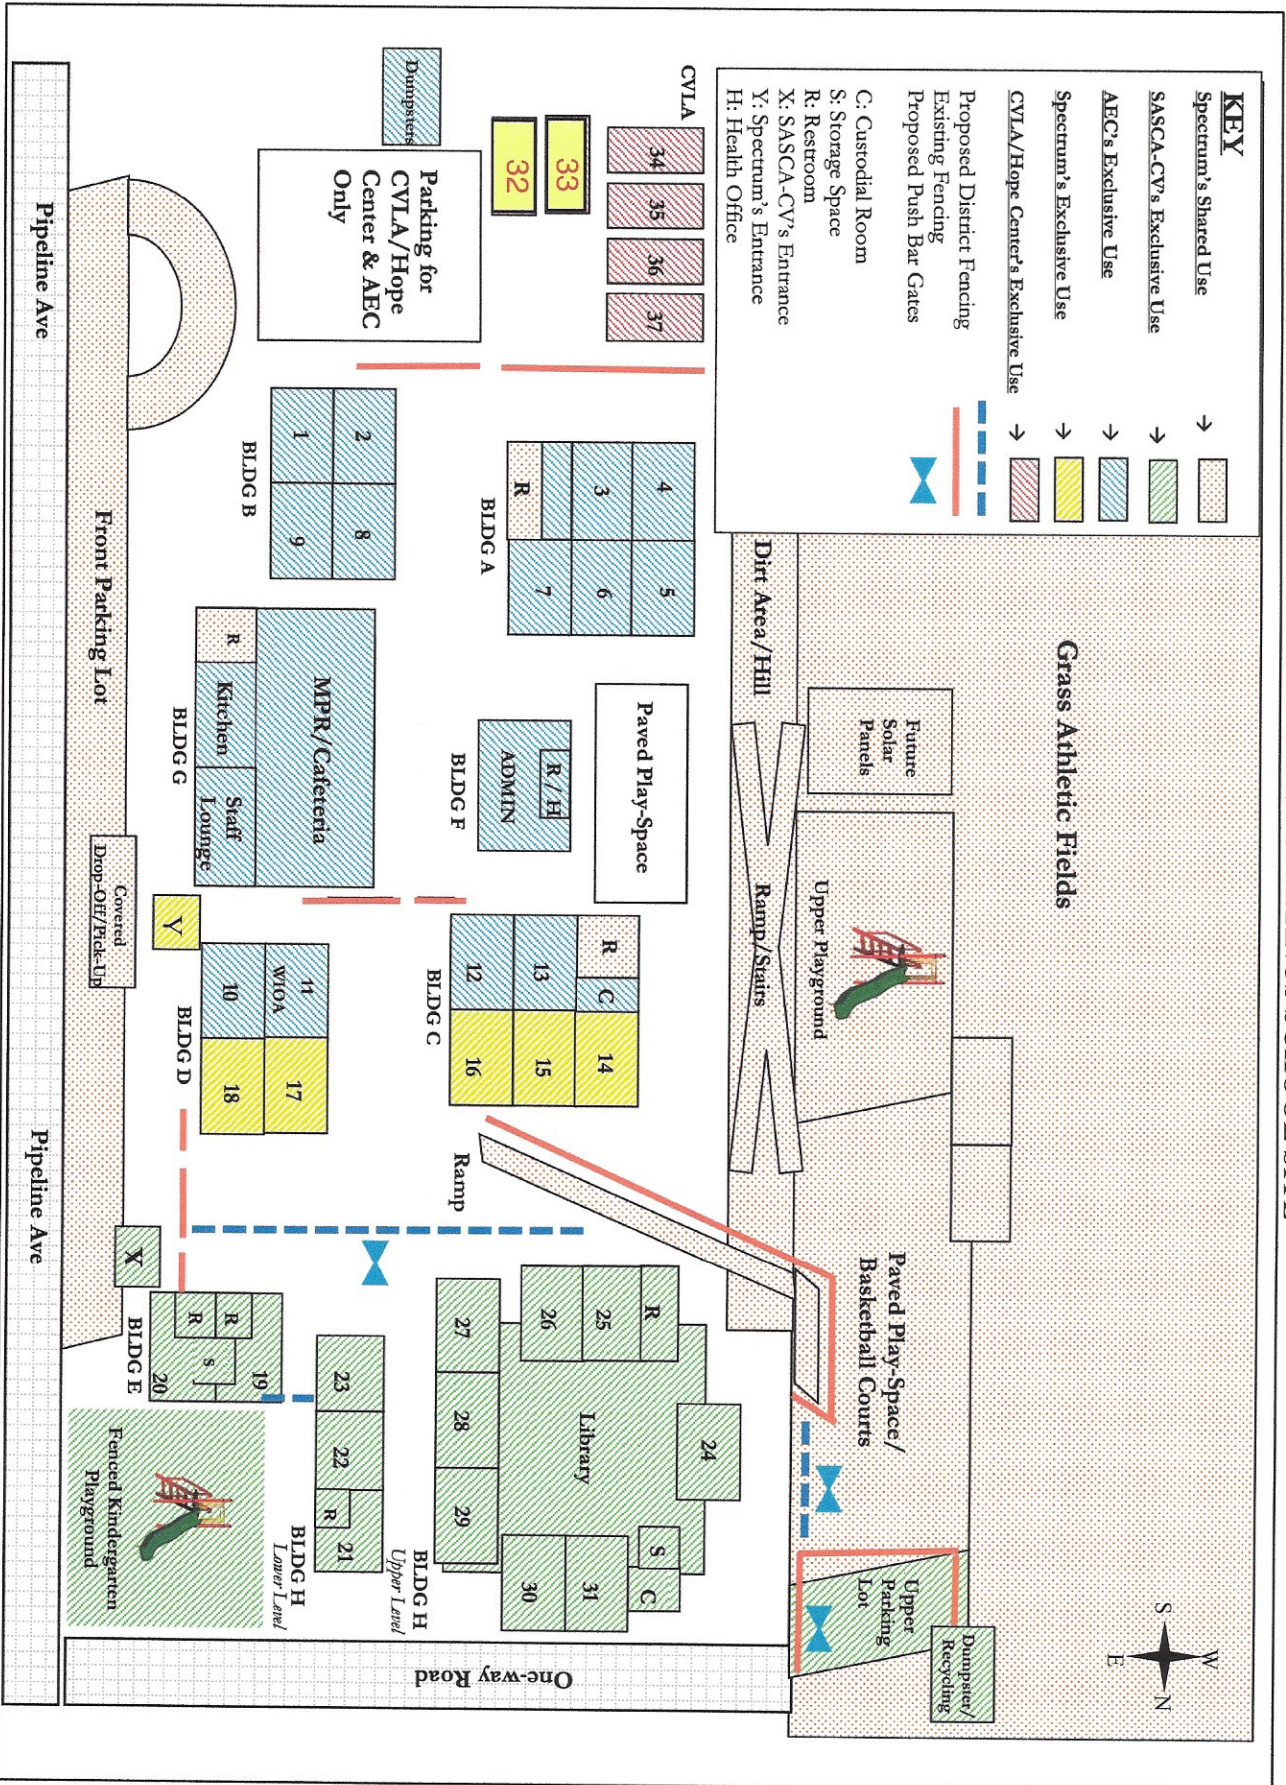 KEY
Spectrum's Shared Use →
SASCA-CV's Exclusive Use →
AEC's Exclusive Use →
Spectrum's Exclusive Use →
CVLA/Hope Center's Exclusive Use →
Proposed District Fencing
Existing Fencing
Proposed Push Bar Gates
C: Custodial Room
S: Storage Space
R: Restroom
X: SASCA-CV's Entrance
Y: Spectrum's Entrance
H: Health Office
W
S
N
E
Grass Athletic Fields
Future
Solar
Panels
Upper Playground
Paved Play-Space/
Basketball Courts
Upper
Parking
Lot
Dumpster/
Recycling
Dirt Area/Hill
Ramp/Stairs
CVLA
34
35
36
37
33
32
Dumpsters
Parking for
CVLA/Hope
Center & AEC
Only
4
5
3
6
R
7
BLDG A
2
8
1
9
BLDG B
Paved Play-Space
R / H
ADMIN
BLDG F
MPR/Cafeteria
R
Kitchen
Staff
Lounge
BLDG G
R
C
14
13
15
12
16
BLDG C
Ramp
11
WIOA
17
10
18
BLDG D
Y
X
24
R
25
26
Library
S
C
31
30
27
28
29
BLDG H
Upper Level
23
22
R
21
BLDG H
Lower Level
R
R
S
19
20
BLDG E
Fenced Kindergarten
Playground
One-way Road
Covered
Drop-Off/Pick-Up
Front Parking Lot
Pipeline Ave
Pipeline Ave